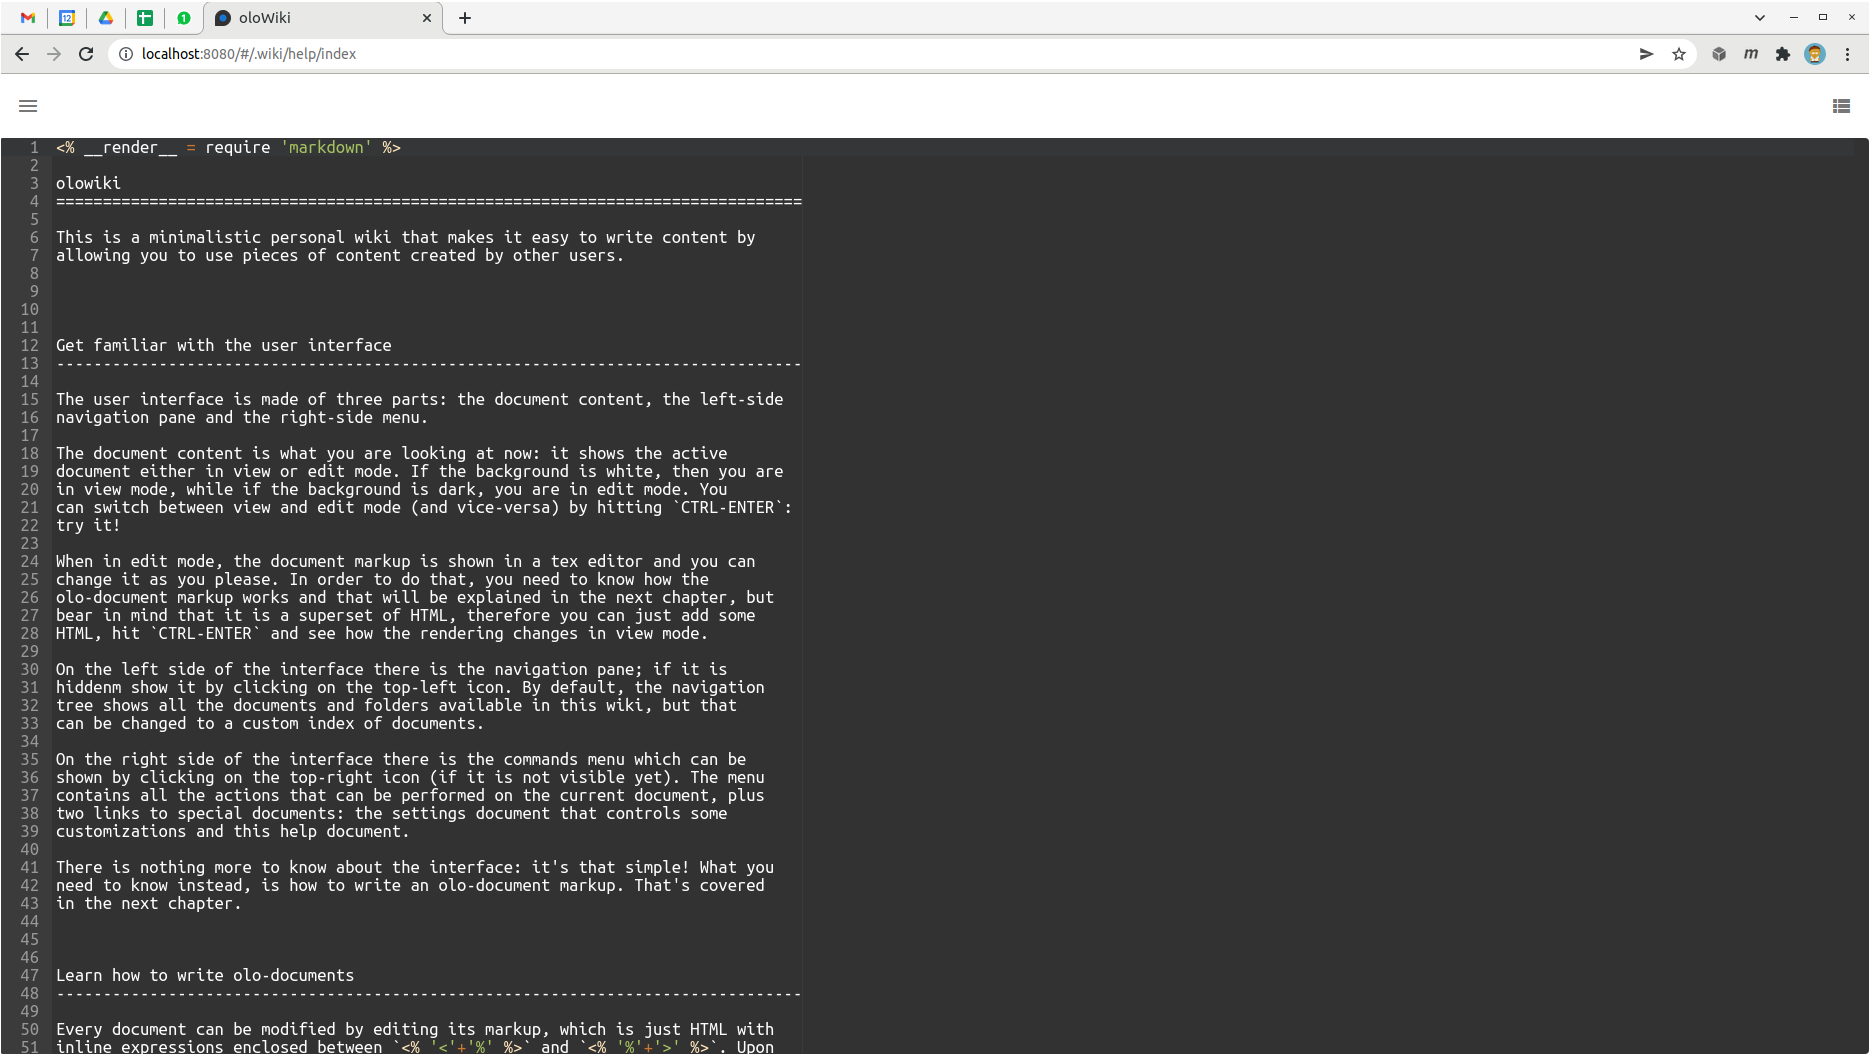 12
1
oloWiki
localhost:8080/#/.wiki/help/index
m
1 <% __render__ = require 'markdown' %>
2
3 olowiki
4 ================================================================================
5
6 This is a minimalistic personal wiki that makes it easy to write content by
7 allowing you to use pieces of content created by other users.
8
9
10
11
12 Get familiar with the user interface
13 --------------------------------------------------------------------------------
14
15 The user interface is made of three parts: the document content, the left-side
16 navigation pane and the right-side menu.
17
18 The document content is what you are looking at now: it shows the active
19 document either in view or edit mode. If the background is white, then you are
20 in view mode, while if the background is dark, you are in edit mode. You
21 can switch between view and edit mode (and vice-versa) by hitting `CTRL-ENTER`:
22 try it!
23
24 When in edit mode, the document markup is shown in a tex editor and you can
25 change it as you please. In order to do that, you need to know how the
26 olo-document markup works and that will be explained in the next chapter, but
27 bear in mind that it is a superset of HTML, therefore you can just add some
28 HTML, hit `CTRL-ENTER` and see how the rendering changes in view mode.
29
30 On the left side of the interface there is the navigation pane; if it is
31 hiddenm show it by clicking on the top-left icon. By default, the navigation
32 tree shows all the documents and folders available in this wiki, but that
33 can be changed to a custom index of documents.
34
35 On the right side of the interface there is the commands menu which can be
36 shown by clicking on the top-right icon (if it is not visible yet). The menu
37 contains all the actions that can be performed on the current document, plus
38 two links to special documents: the settings document that controls some
39 customizations and this help document.
40
41 There is nothing more to know about the interface: it's that simple! What you
42 need to know instead, is how to write an olo-document markup. That's covered
43 in the next chapter.
44
45
46
47 Learn how to write olo-documents
48 --------------------------------------------------------------------------------
49
50 Every document can be modified by editing its markup, which is just HTML with
51 inline expressions enclosed between `<% '<'+'%' %>` and `<% '%'+'>' %>`. Upon